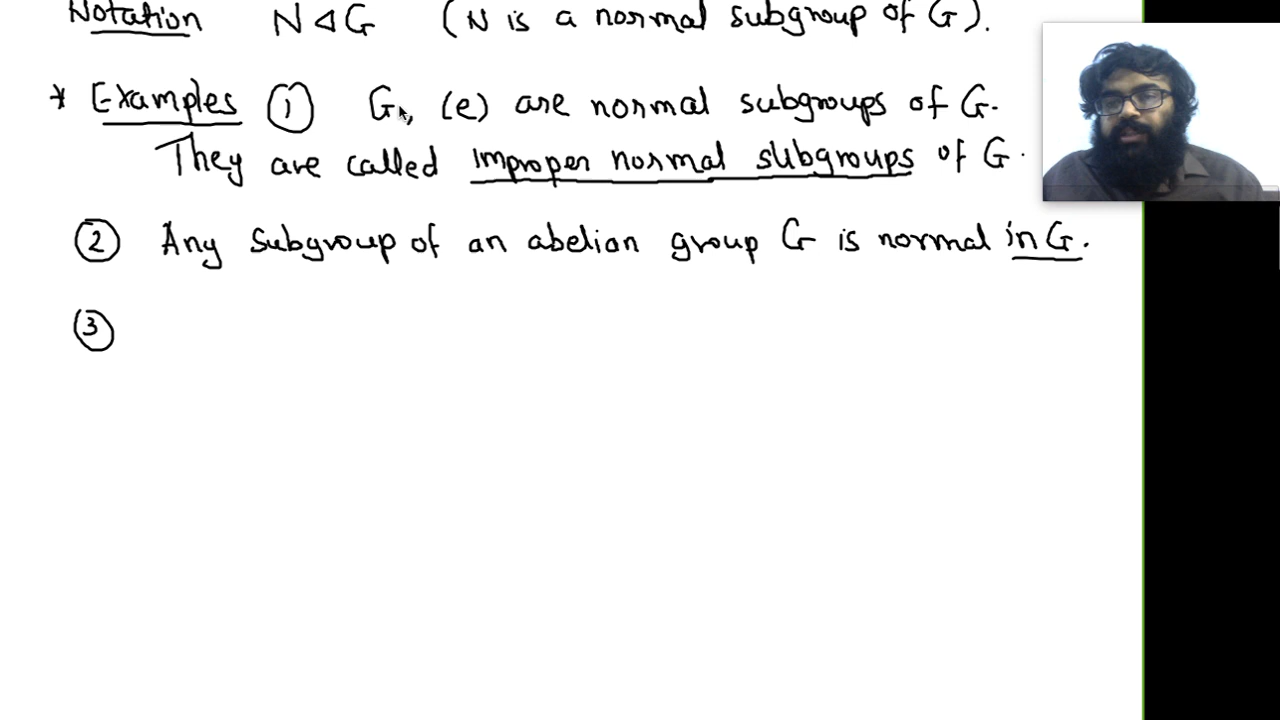 Notation N ⊲ G (N is a normal subgroup of G).
* Examples ① G, (e) are normal subgroups of G.
They are called improper normal subgroups of G.
② Any subgroup of an abelian group G is normal in G.
③